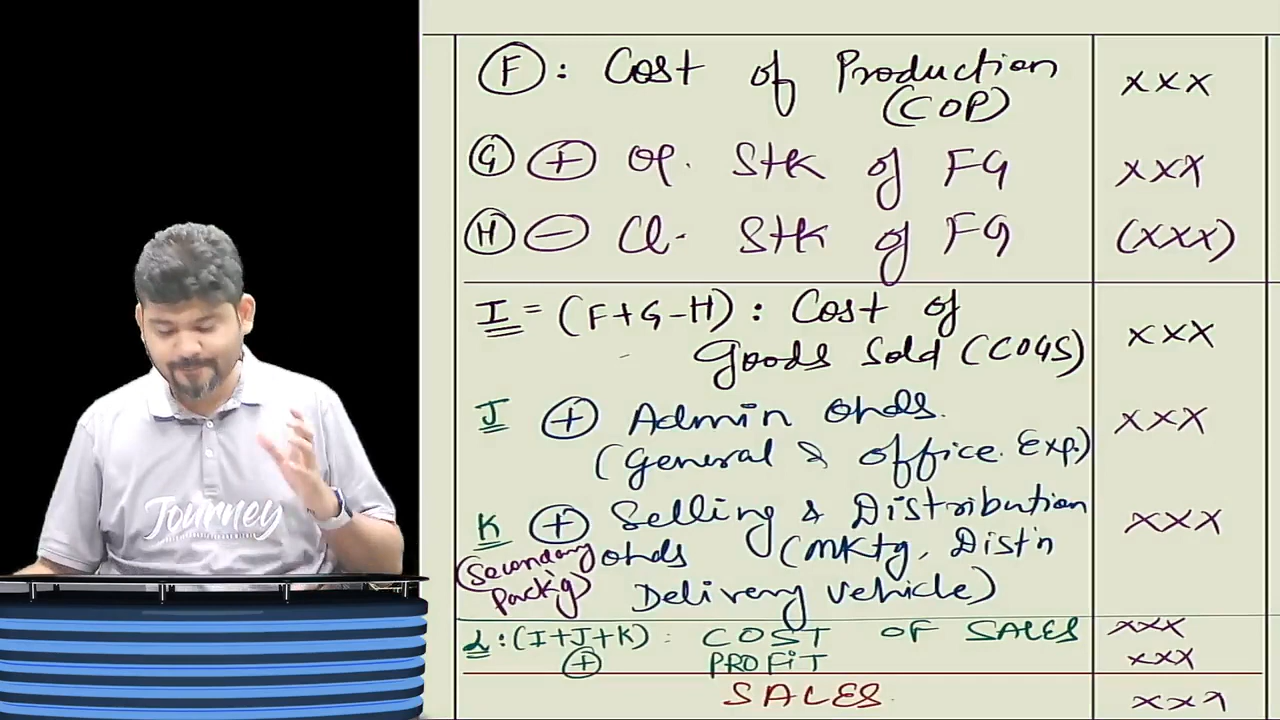 F : Cost of Production xxx
(COP)
G + Op. Stk of FG xxx
H - Cl. Stk of FG (xxx)
I = (F+G-H) : Cost of
Goods Sold (COGS) xxx
J + Admin ohds. xxx
(General & office Exp.)
K + Selling & Distribution xxx
ohds (Mktg, Distn
Delivery Vehicle)
(Secondary
Packig)
L : (I+J+K) : COST OF SALES xxx
+ PROFIT xxx
SALES xxx
Journey